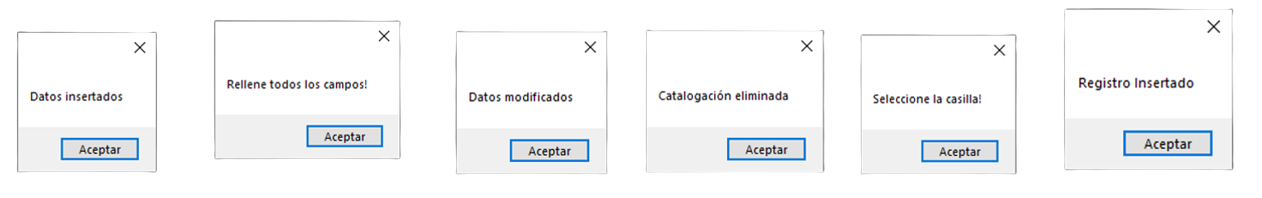 Datos insertados
Aceptar
Rellene todos los campos!
Aceptar
Datos modificados
Aceptar
Catalogación eliminada
Aceptar
Seleccione la casilla!
Aceptar
Registro Insertado
Aceptar